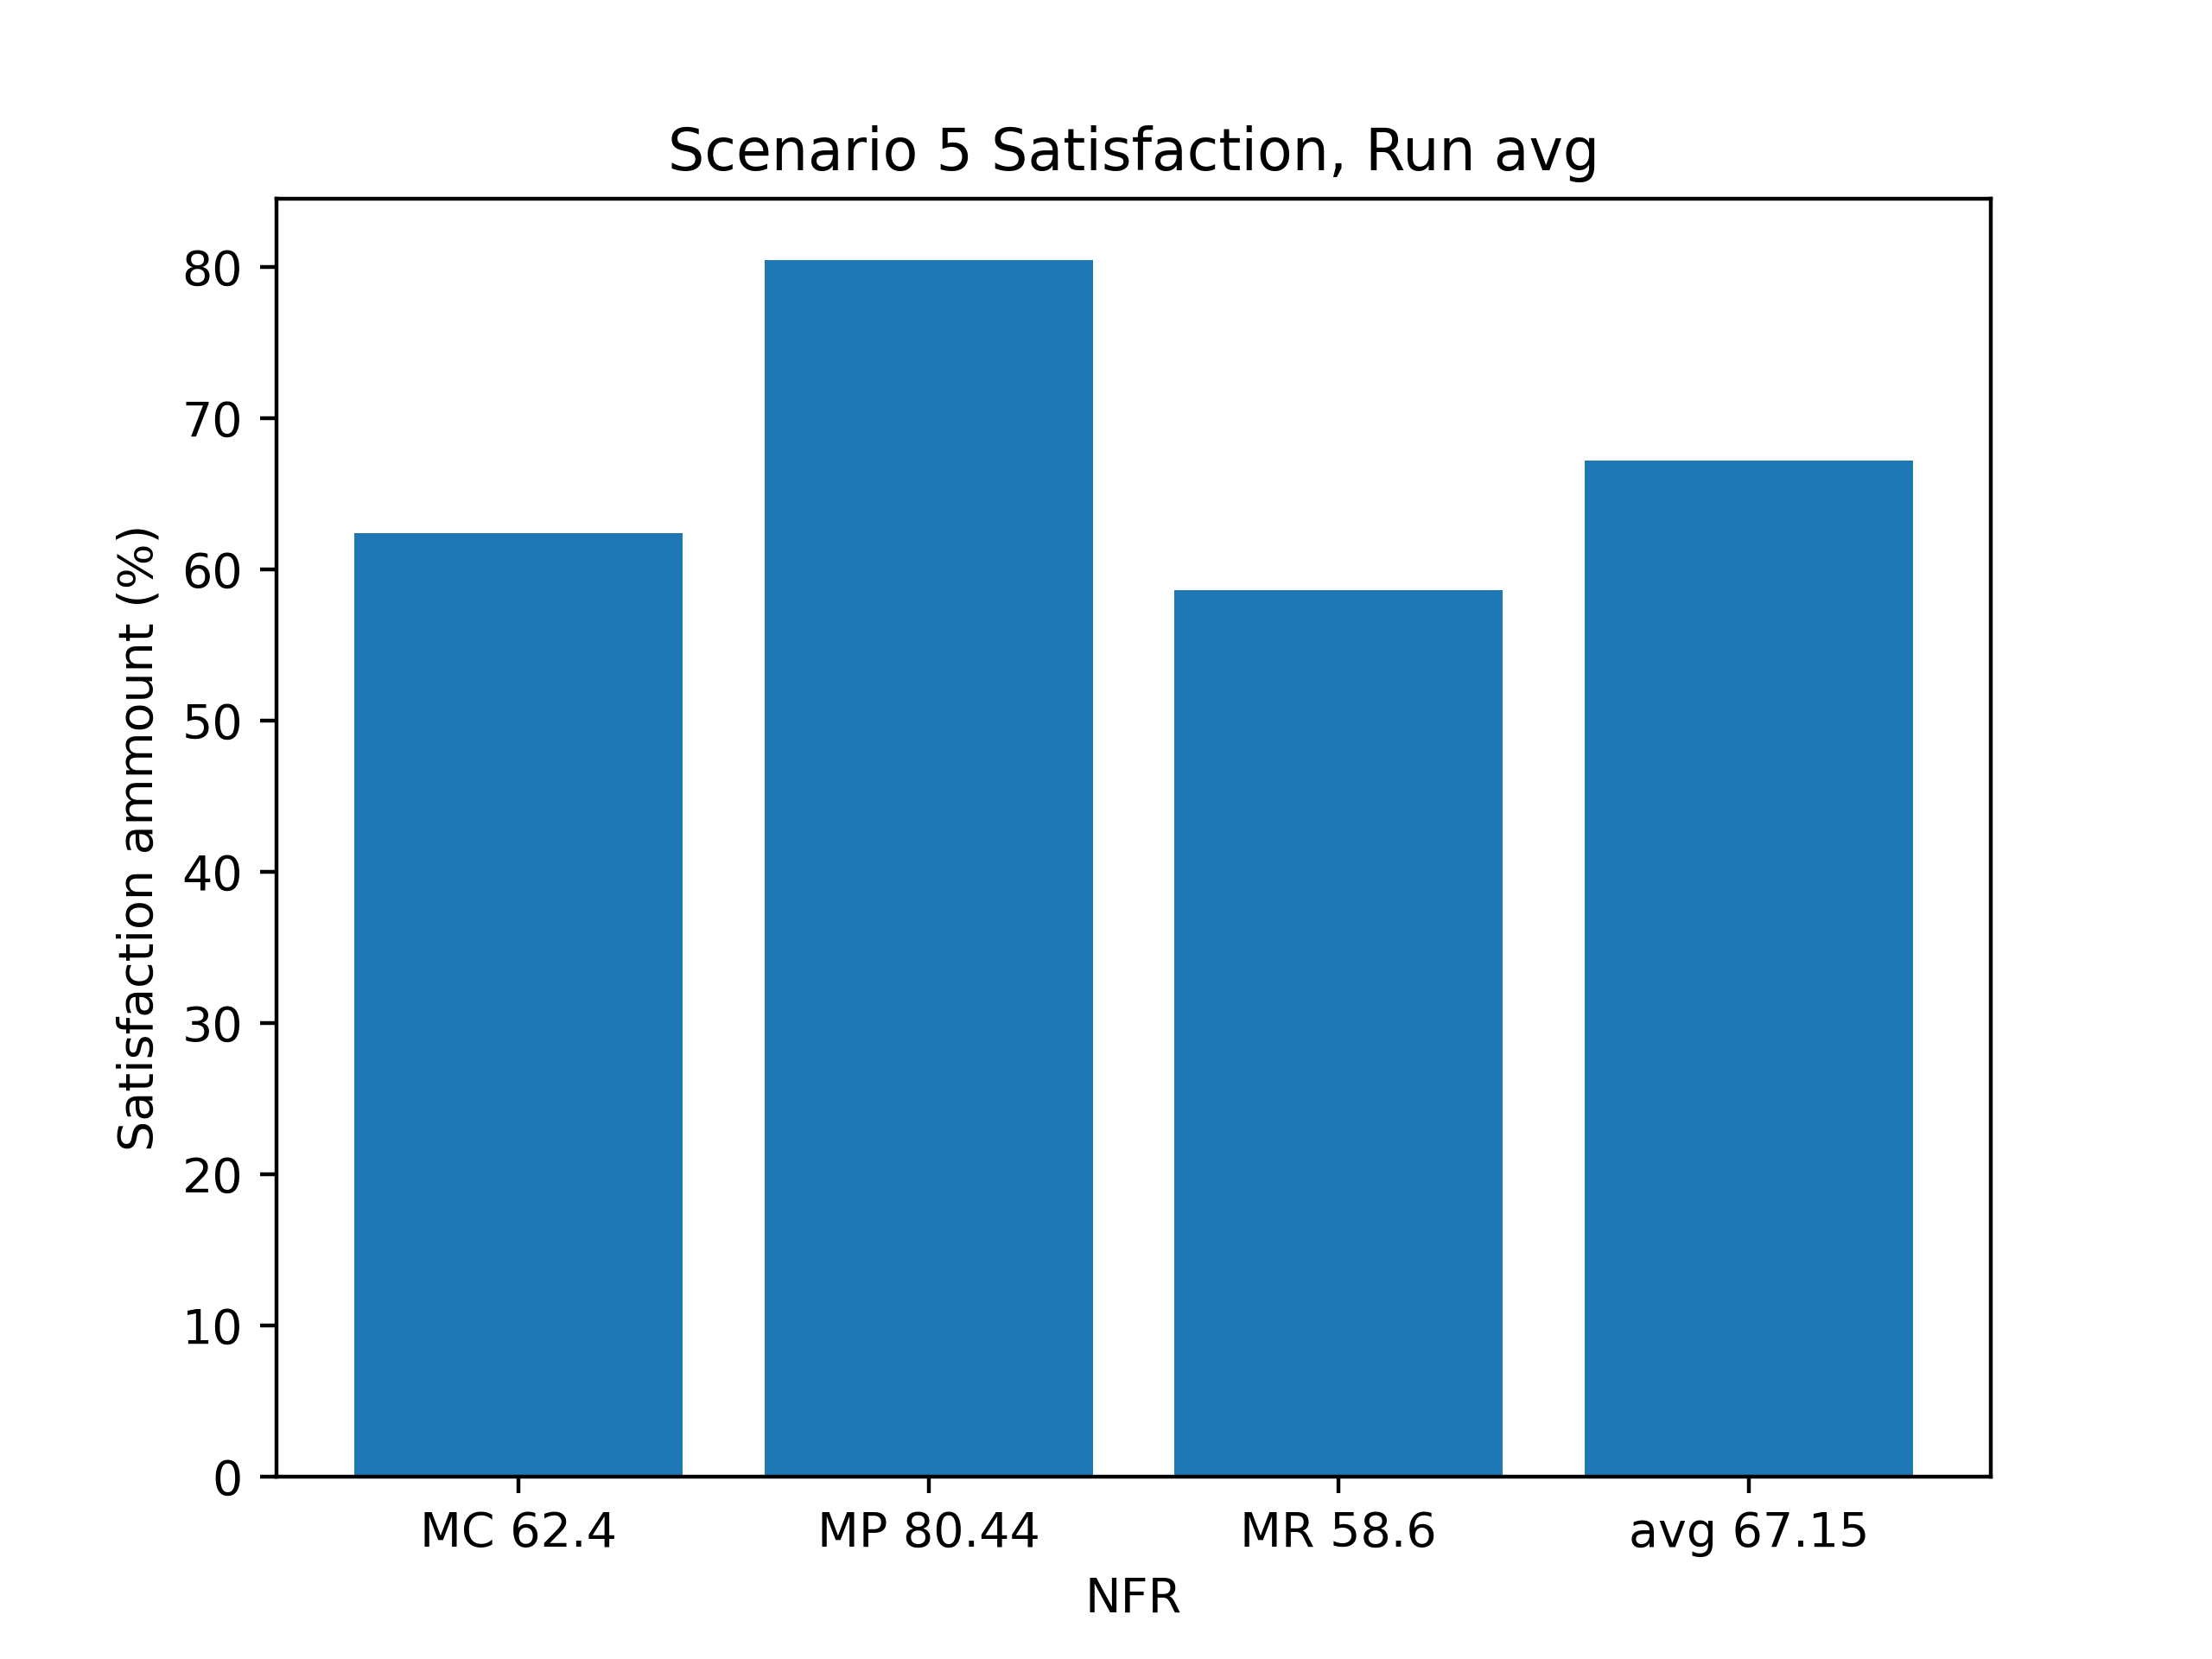 Scenario 5 Satisfaction, Run avg
Satisfaction ammount (%)
80
70
60
50
40
30
20
10
0
MC 62.4
MP 80.44
MR 58.6
avg 67.15
NFR